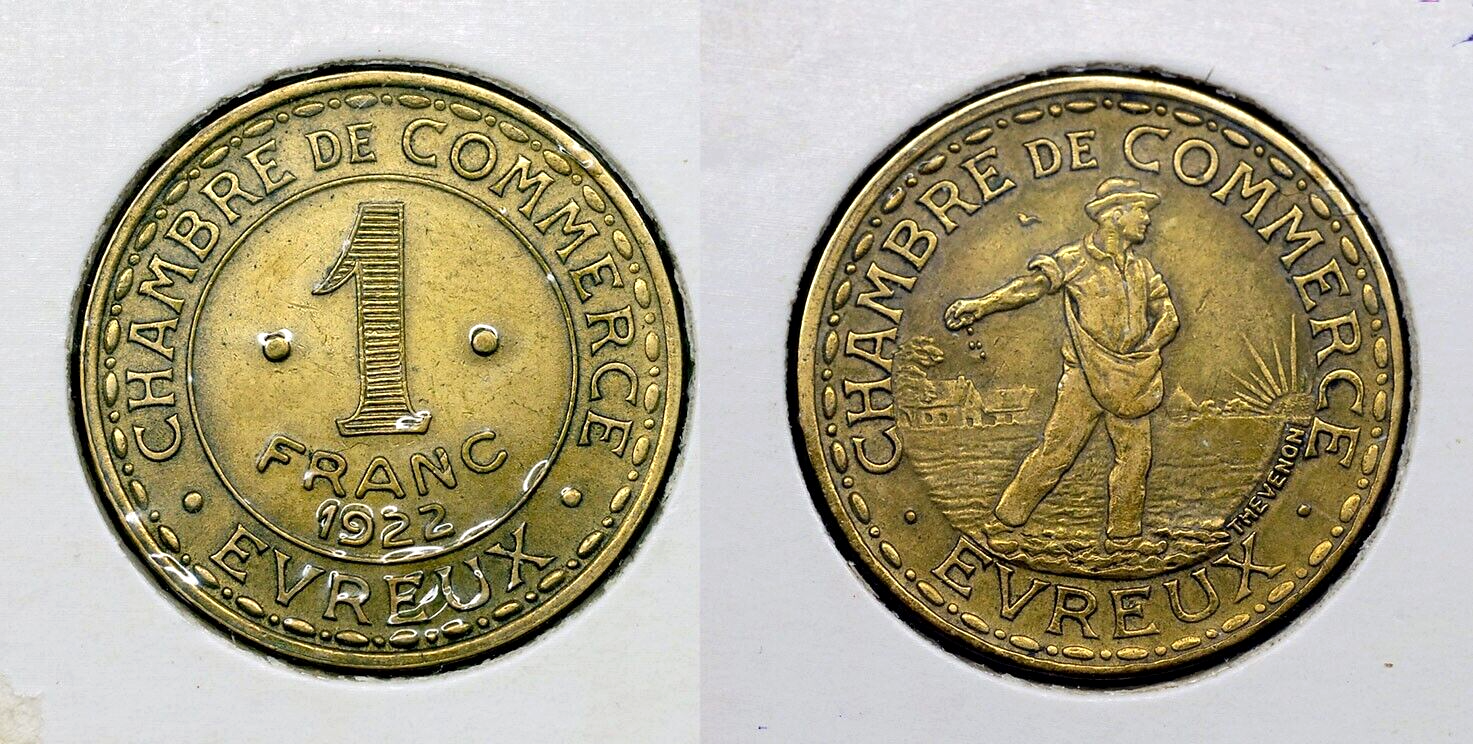 CHAMBRE DE COMMERCE
1
FRANC
1922
EVREUX
CHAMBRE DE COMMERCE
THEVENON
EVREUX